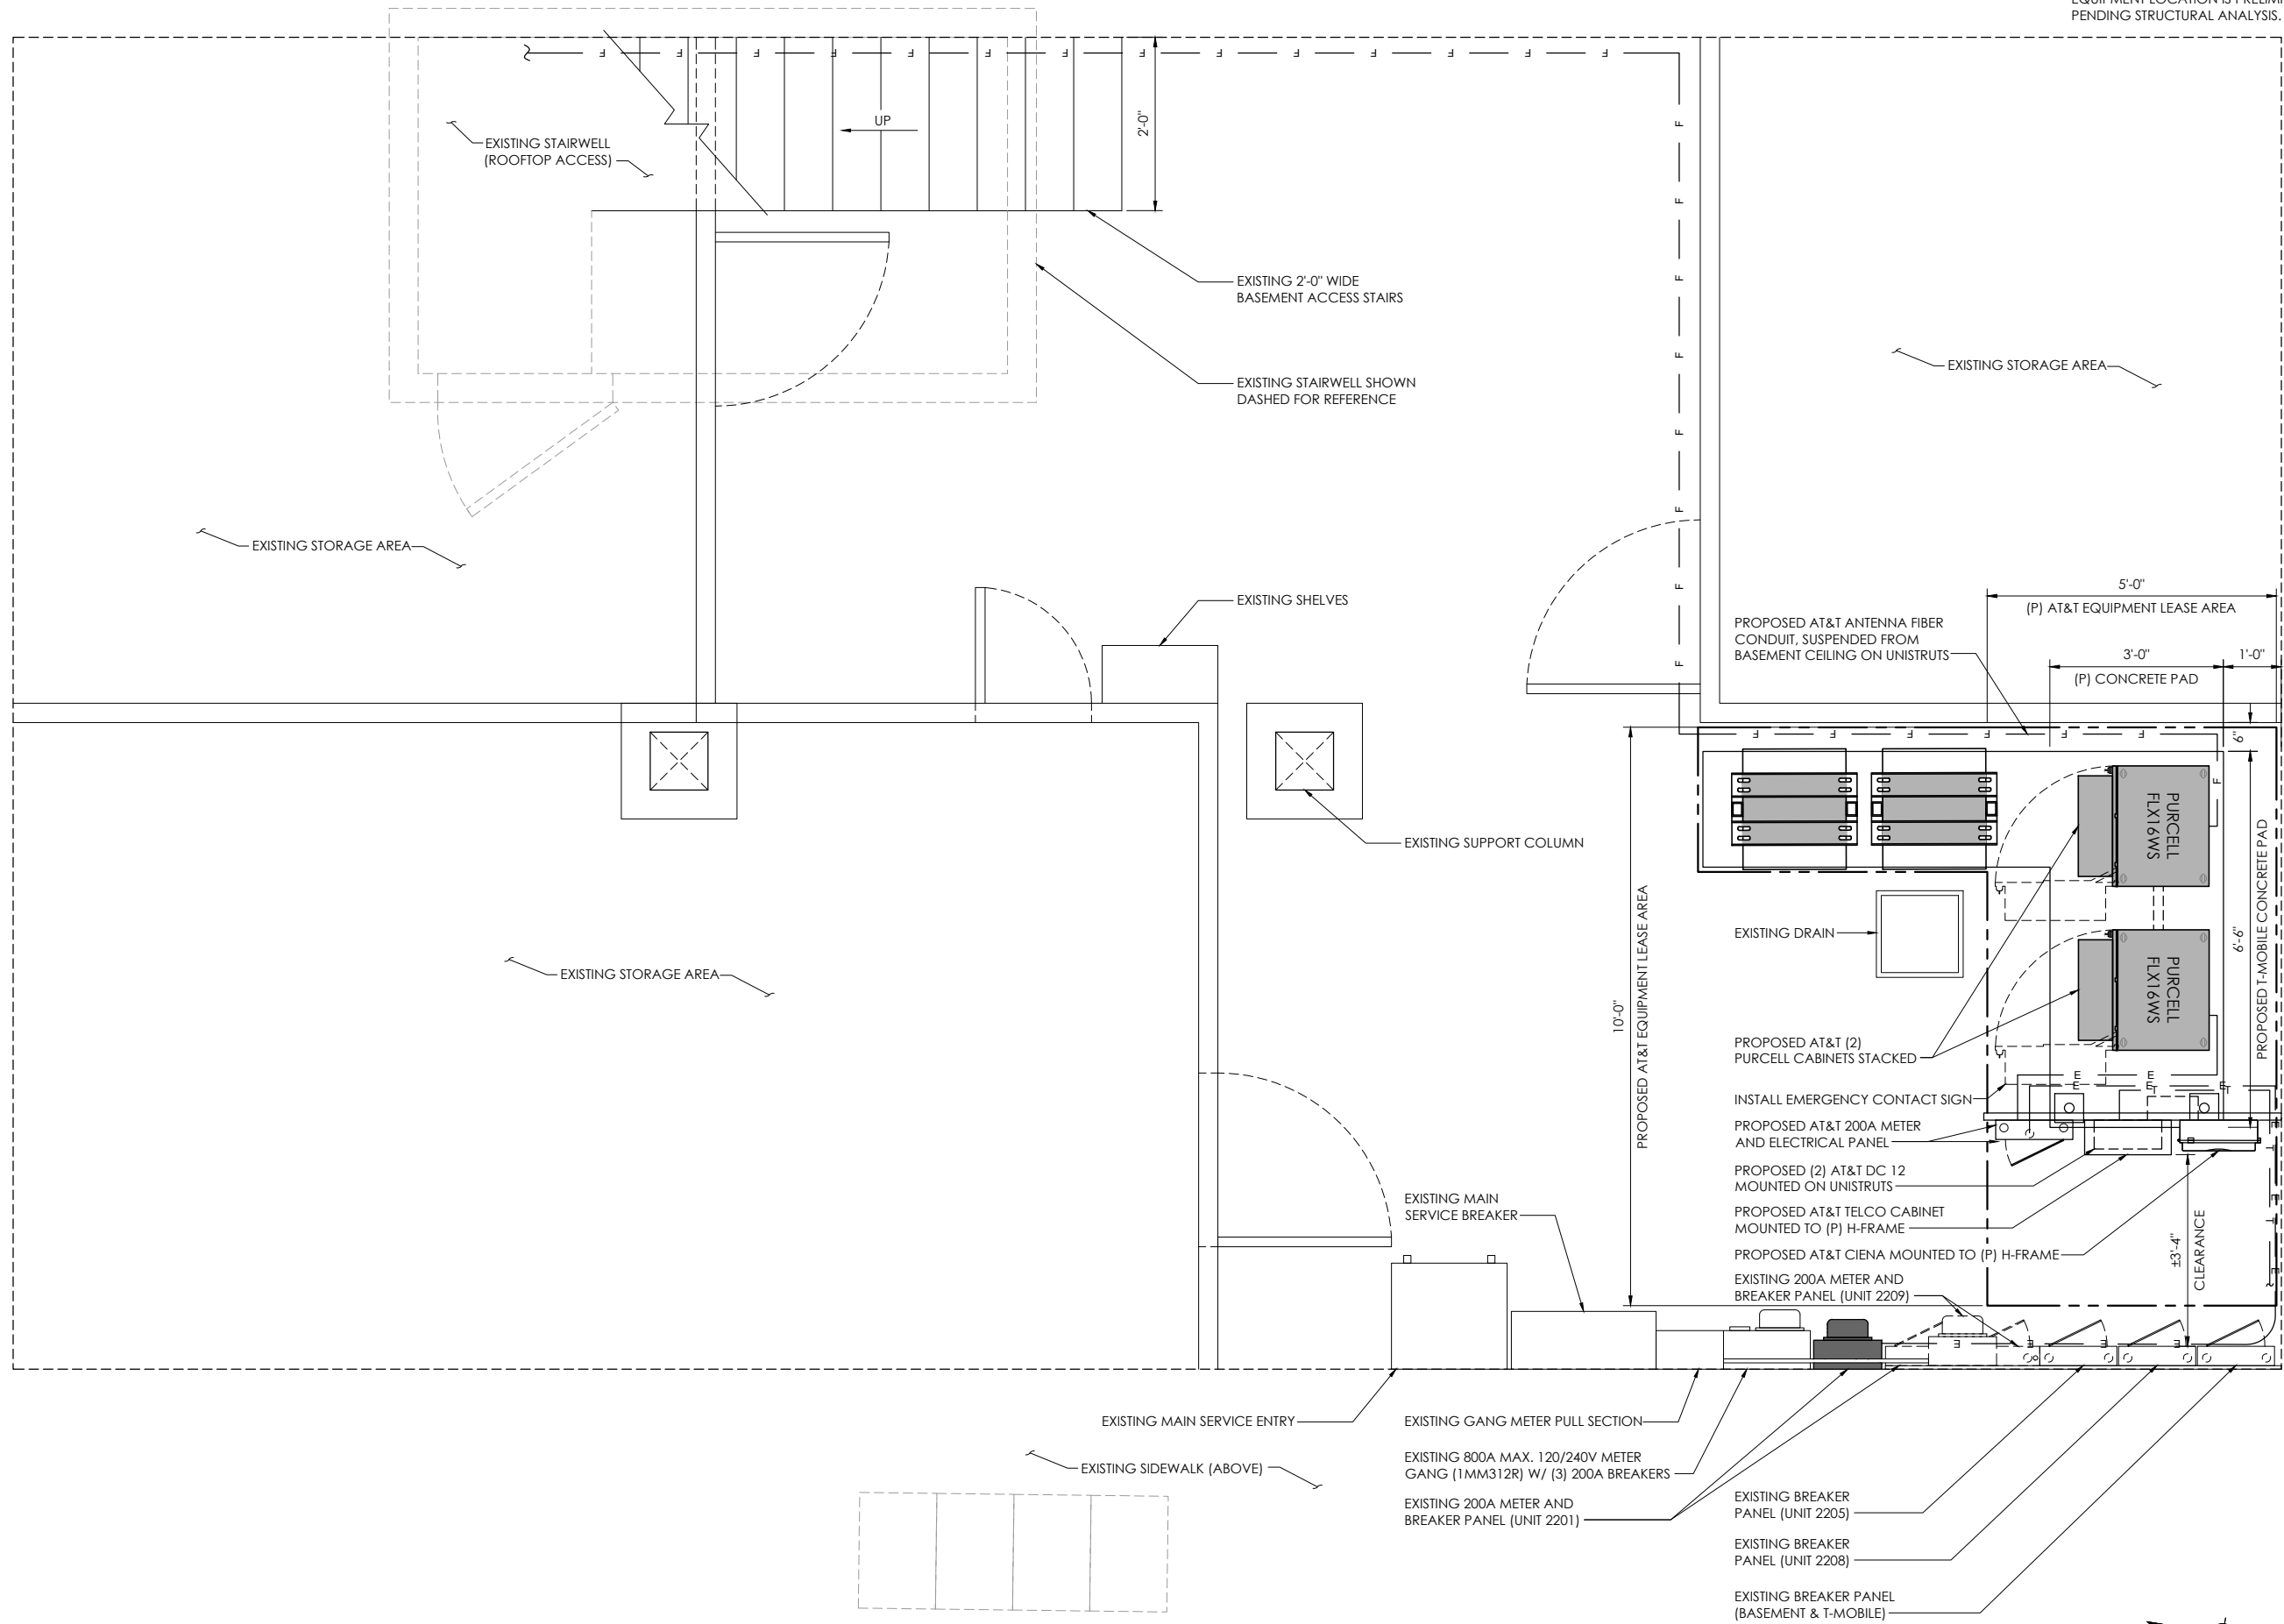 PENDING STRUCTURAL ANALYSIS.
UP
2'-0"
EXISTING STAIRWELL
(ROOFTOP ACCESS)
EXISTING 2'-0" WIDE
BASEMENT ACCESS STAIRS
EXISTING STAIRWELL SHOWN
DASHED FOR REFERENCE
EXISTING STORAGE AREA
EXISTING STORAGE AREA
EXISTING SHELVES
5'-0"
(P) AT&T EQUIPMENT LEASE AREA
PROPOSED AT&T ANTENNA FIBER
CONDUIT, SUSPENDED FROM
BASEMENT CEILING ON UNISTRUTS
3'-0"
1'-0"
(P) CONCRETE PAD
6"
PURCELL
FLX16WS
EXISTING SUPPORT COLUMN
PROPOSED AT&T EQUIPMENT LEASE AREA
10'-0"
EXISTING DRAIN
6'-6"
PROPOSED T-MOBILE CONCRETE PAD
EXISTING STORAGE AREA
PURCELL
FLX16WS
PROPOSED AT&T (2)
PURCELL CABINETS STACKED
INSTALL EMERGENCY CONTACT SIGN
PROPOSED AT&T 200A METER
AND ELECTRICAL PANEL
PROPOSED (2) AT&T DC 12
MOUNTED ON UNISTRUTS
PROPOSED AT&T TELCO CABINET
MOUNTED TO (P) H-FRAME
PROPOSED AT&T CIENA MOUNTED TO (P) H-FRAME
±3'-4"
CLEARANCE
EXISTING MAIN
SERVICE BREAKER
EXISTING 200A METER AND
BREAKER PANEL (UNIT 2209)
EXISTING MAIN SERVICE ENTRY
EXISTING GANG METER PULL SECTION
EXISTING SIDEWALK (ABOVE)
EXISTING 800A MAX. 120/240V METER
GANG (1MM312R) W/ (3) 200A BREAKERS
EXISTING 200A METER AND
BREAKER PANEL (UNIT 2201)
EXISTING BREAKER
PANEL (UNIT 2205)
EXISTING BREAKER
PANEL (UNIT 2208)
EXISTING BREAKER PANEL
(BASEMENT & T-MOBILE)